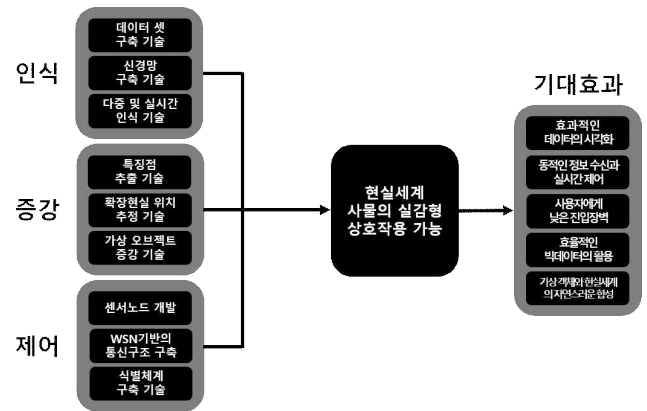 인식
데이터 셋
구축 기술
신경망
구축 기술
다중 및 실시간
인식 기술
증강
특징점
추출 기술
확장현실 위치
추정 기술
가상 오브젝트
증강 기술
제어
센서노드 개발
WSN기반의
통신구조 구축
식별체계
구축 기술
현실세계
사물의 실감형
상호작용 가능
기대효과
효과적인
데이터의 시각화
동적인 정보 수신과
실시간 제어
사용자에게
낮은 진입장벽
효율적인
빅데이터의 활용
가상 객체와 현실세계
의 자연스러운 합성